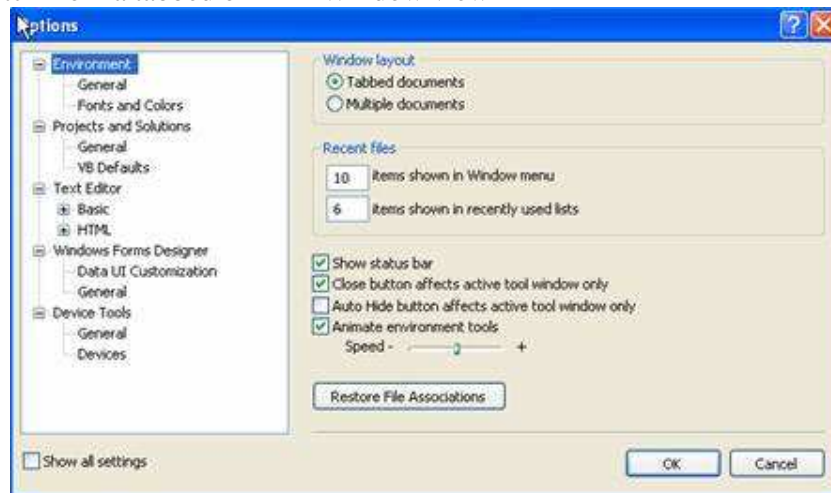 Options
Environment
General
Fonts and Colors
Projects and Solutions
General
VB Defaults
Text Editor
Basic
HTML
Windows Forms Designer
Data UI Customization
General
Device Tools
General
Devices
Show all settings
Window layout
Tabbed documents
Multiple documents
Recent files
10 items shown in Window menu
6 items shown in recently used lists
Show status bar
Close button affects active tool window only
Auto Hide button affects active tool window only
Animate environment tools
Speed - +
Restore File Associations
OK Cancel